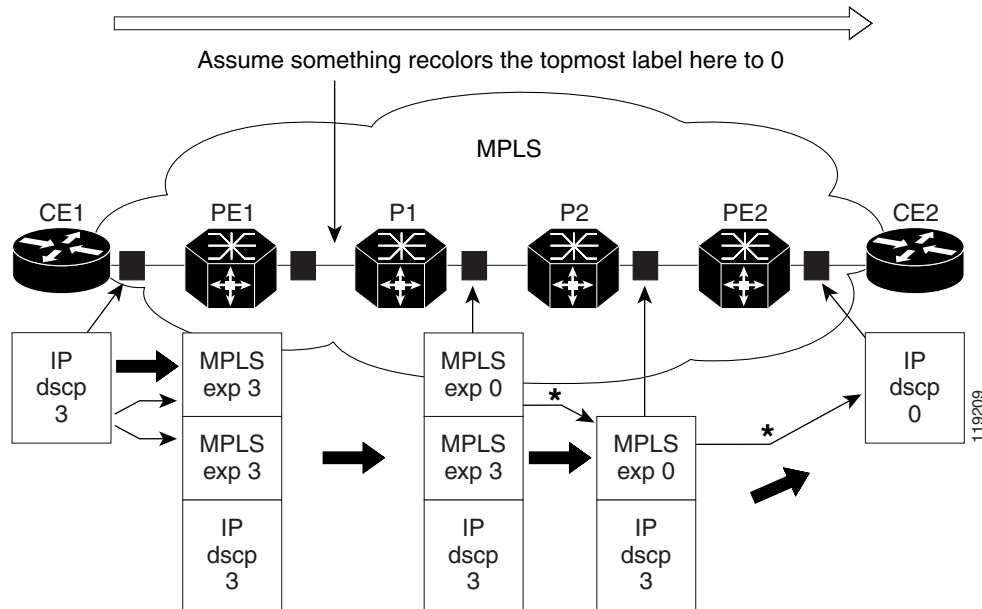 Assume something recolors the topmost label here to 0
MPLS
CE1
PE1
P1
P2
PE2
CE2
IP
dscp
3
MPLS
exp 3
MPLS
exp 3
IP
dscp
3
MPLS
exp 0
*
MPLS
exp 3
IP
dscp
3
MPLS
exp 0
*
IP
dscp
3
IP
dscp
0
119209